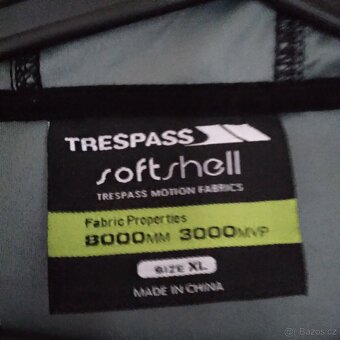 TRESPASS
softshell
TRESPASS MOTION FABRICS
Fabric Properties
8000MM 3000MVP
SIZE XL
MADE IN CHINA
Bazos.cz